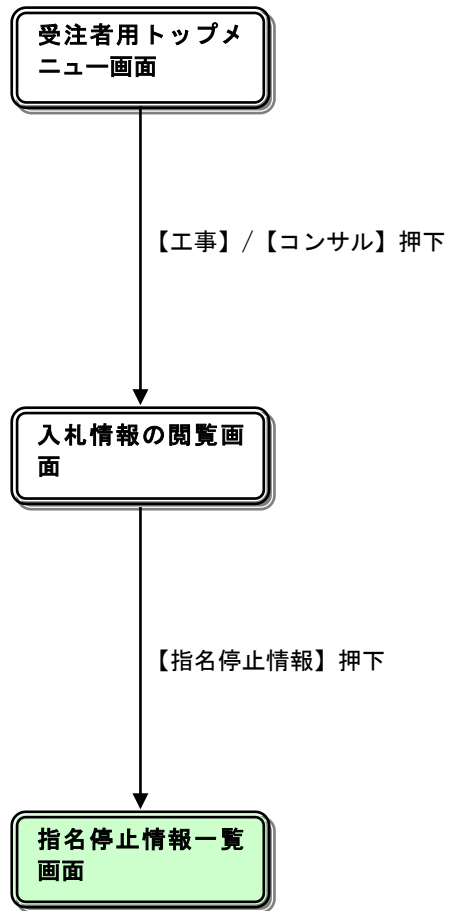 受注者用トップメ
ニュー画面
【工事】/【コンサル】押下
入札情報の閲覧画
面
【指名停止情報】押下
指名停止情報一覧
画面